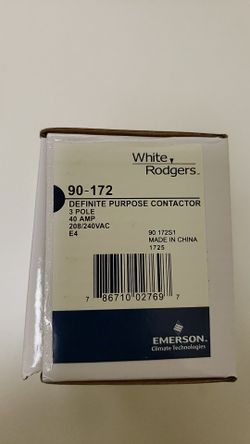 White
Rodgers
90-172
DEFINITE PURPOSE CONTACTOR
3 POLE
40 AMP
208/240VAC
E4
90 172S1
MADE IN CHINA
1725
7 86710 02769 7
EMERSON
Climate Technologies